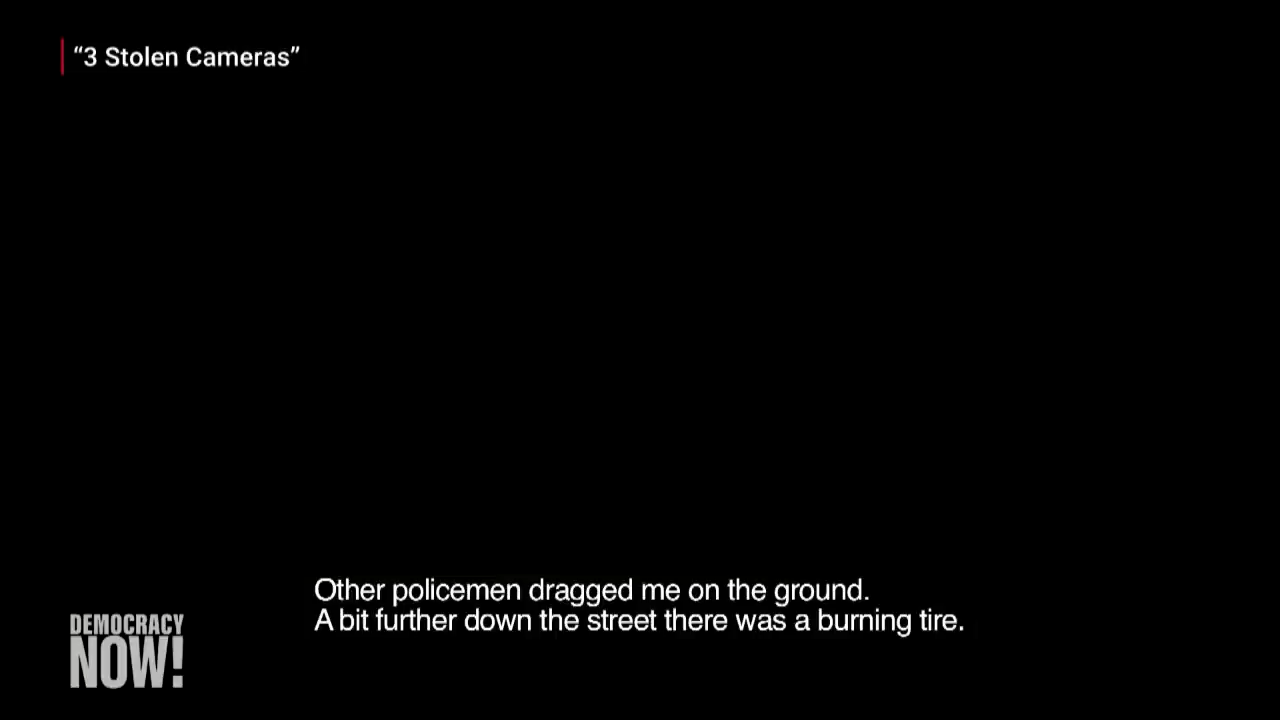 “3 Stolen Cameras”
Other policemen dragged me on the ground.
A bit further down the street there was a burning tire.
DEMOCRACY
NOW!